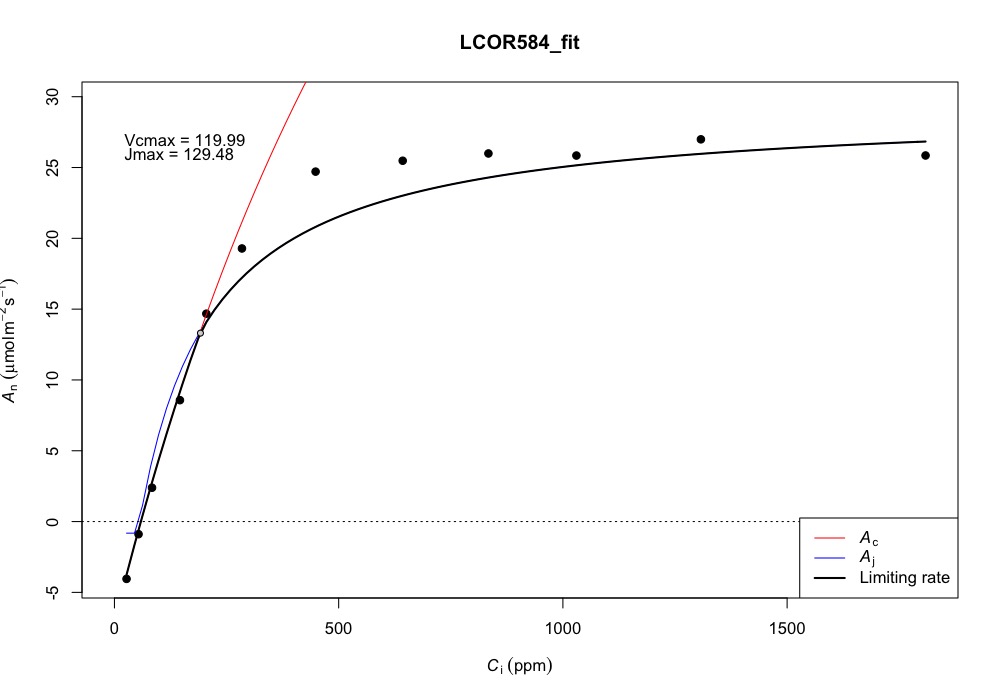 LCOR584_fit
Vcmax = 119.99
Jmax = 129.48
30
25
20
15
10
5
0
-5
0 500 1000 1500
Aₙ (μmolm⁻²s⁻¹)
Cᵢ (ppm)
A꜀
Aⱼ
Limiting rate